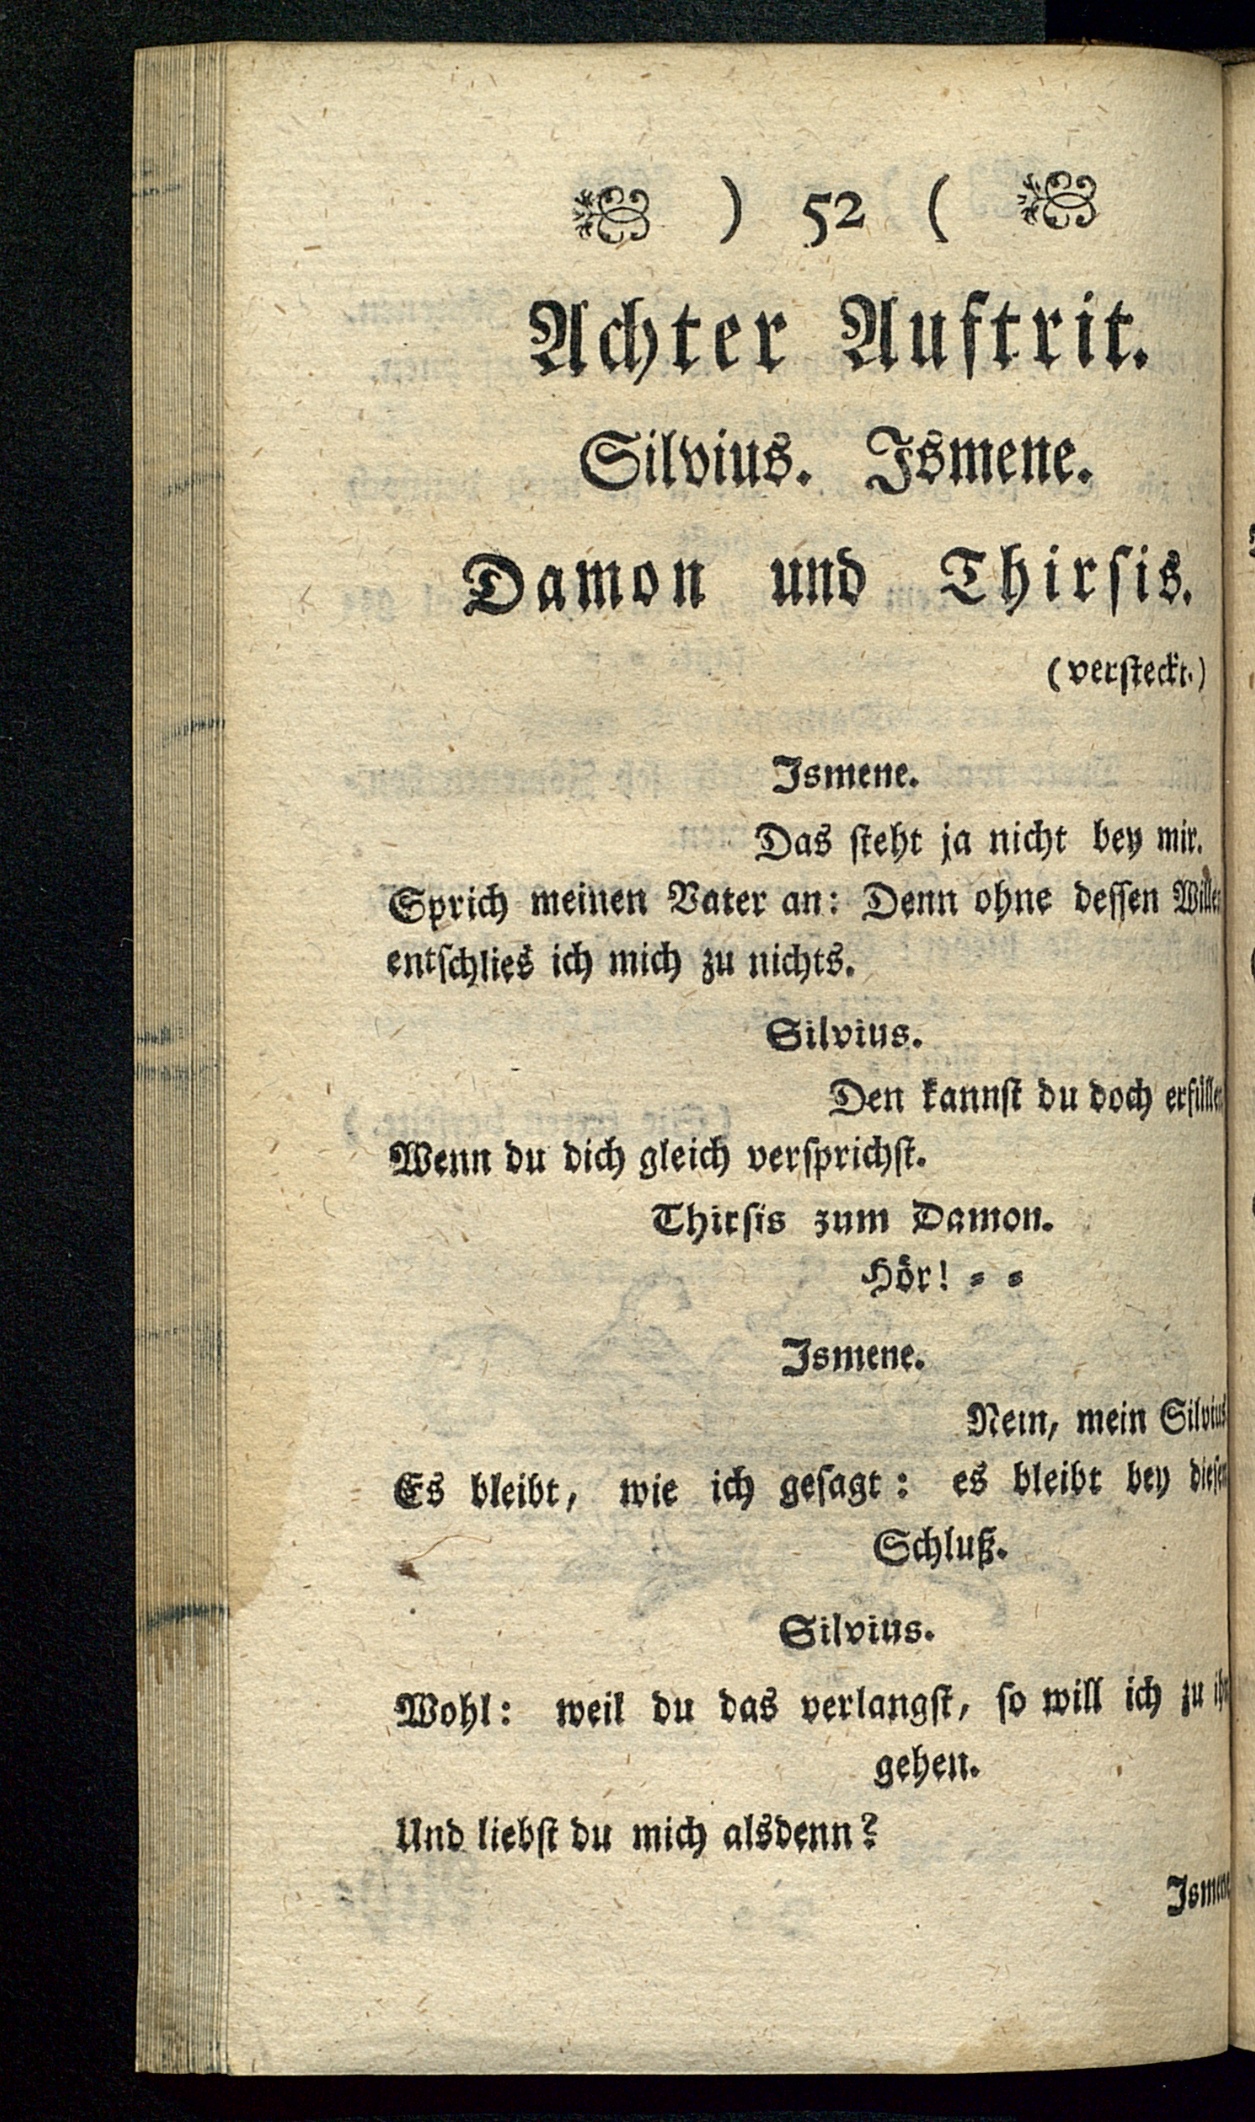 ) 52 (
Achter Auftrit.
Silvius. Ismene.
Damon und Thirſis.
(verſteckt.)
Ismene.
Das ſteht ja nicht bey mir.
Sprich meinen Vater an: Denn ohne deſſen
entſchlies ich mich zu nichts.
Silvius.
Den kannſt du doch
Wenn du dich gleich verſprichſt.
Thirſis zum Damon.
Hör! = =
Ismene.
Nein, mein Silvius
Es bleibt, wie ich geſagt: es bleibt bey
Schluß.
Silvius.
Wohl: weil du das verlangſt, ſo will ich zu
gehen.
Und liebſt du mich alsdenn?
Ismene